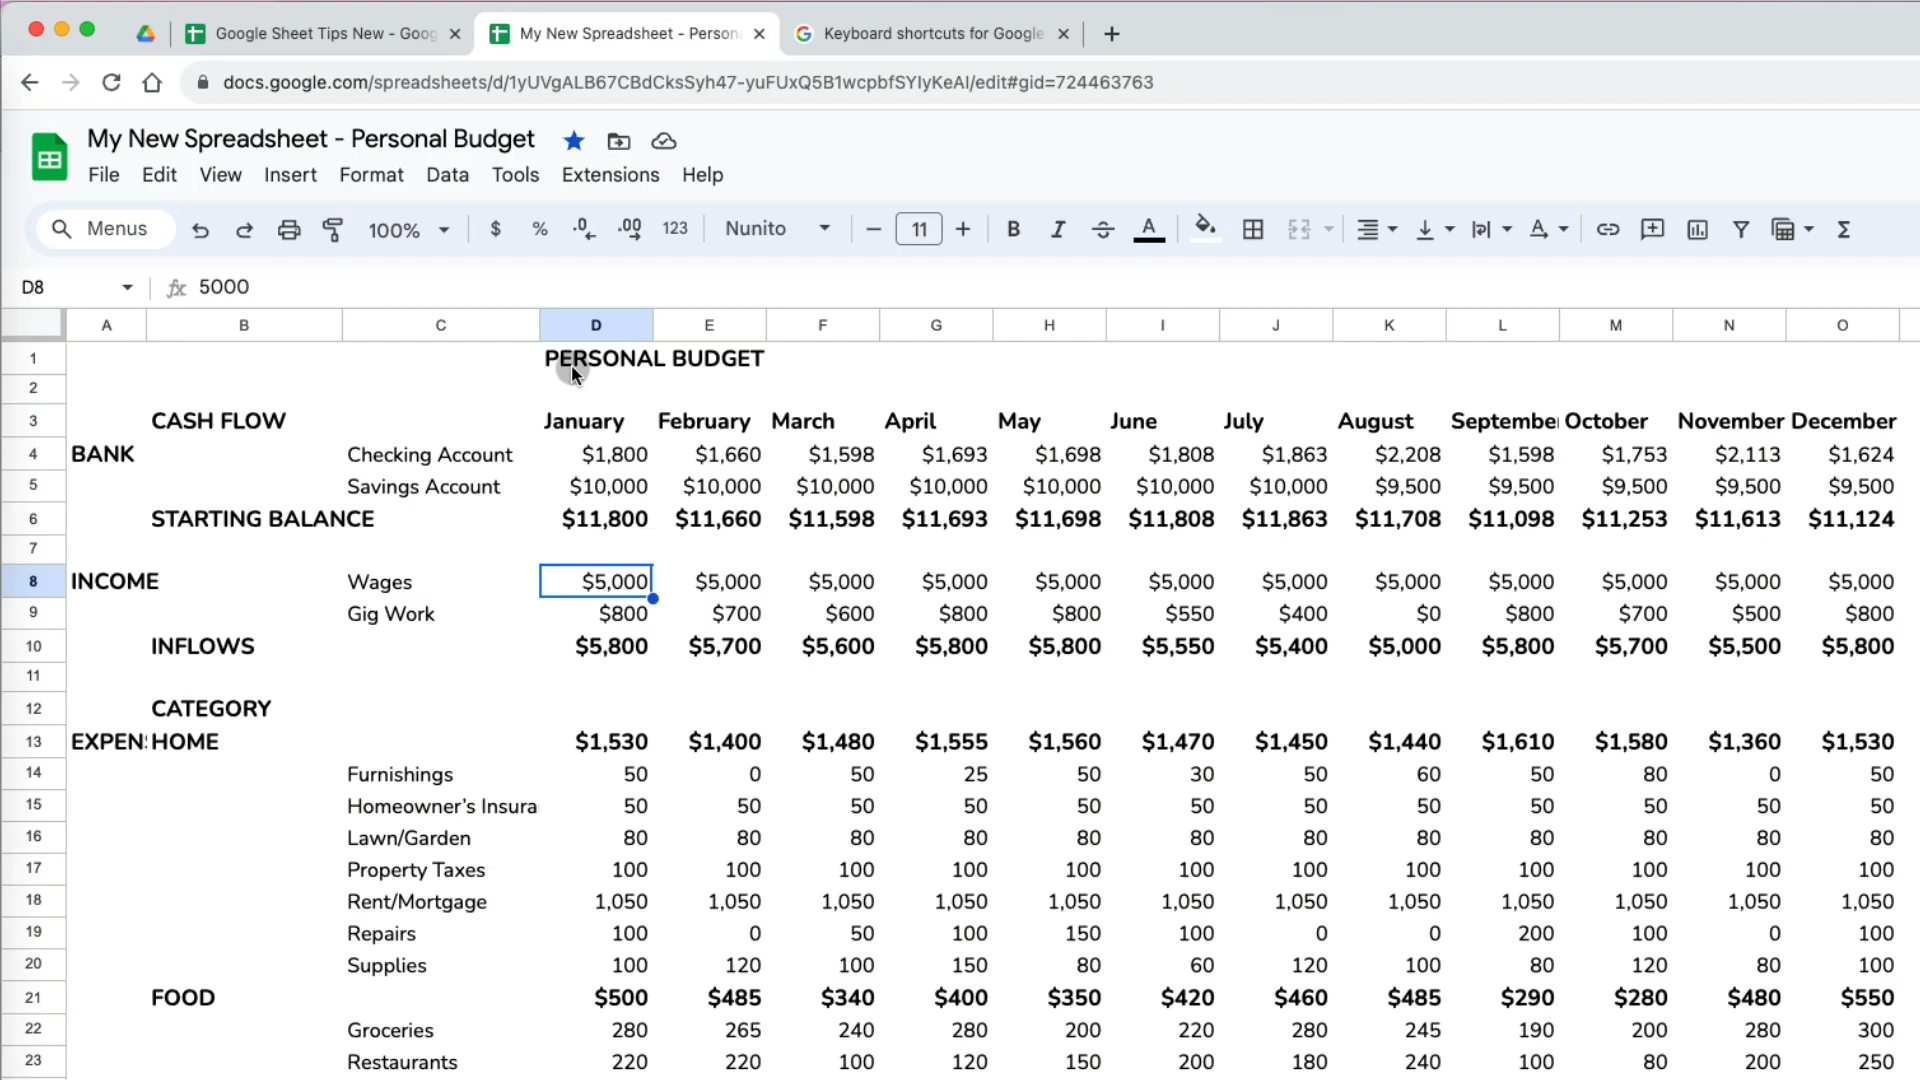 Google Sheet Tips New - Goog
My New Spreadsheet - Person
Keyboard shortcuts for Google
docs.google.com/spreadsheets/d/1yUVgALB67CBdCksSyh47-yuFUxQ5B1wcpbfSYIyKeAI/edit#gid=724463763
My New Spreadsheet - Personal Budget
File Edit View Insert Format Data Tools Extensions Help
Menus 100% $ % .0 .00 123 Nunito 11 B I S A A Σ
D8 fx 5000
A B C D E F G H I J K L M N O
1 PERSONAL BUDGET
2
3 CASH FLOW January February March April May June July August Septembe October November December
4 BANK Checking Account $1,800 $1,660 $1,598 $1,693 $1,698 $1,808 $1,863 $2,208 $1,598 $1,753 $2,113 $1,624
5 Savings Account $10,000 $10,000 $10,000 $10,000 $10,000 $10,000 $10,000 $9,500 $9,500 $9,500 $9,500 $9,500
6 STARTING BALANCE $11,800 $11,660 $11,598 $11,693 $11,698 $11,808 $11,863 $11,708 $11,098 $11,253 $11,613 $11,124
7
8 INCOME Wages $5,000 $5,000 $5,000 $5,000 $5,000 $5,000 $5,000 $5,000 $5,000 $5,000 $5,000 $5,000
9 Gig Work $800 $700 $600 $800 $800 $550 $400 $0 $800 $700 $500 $800
10 INFLOWS $5,800 $5,700 $5,600 $5,800 $5,800 $5,550 $5,400 $5,000 $5,800 $5,700 $5,500 $5,800
11
12 CATEGORY
13 EXPEN HOME $1,530 $1,400 $1,480 $1,555 $1,560 $1,470 $1,450 $1,440 $1,610 $1,580 $1,360 $1,530
14 Furnishings 50 0 50 25 50 30 50 60 50 80 0 50
15 Homeowner’s Insura 50 50 50 50 50 50 50 50 50 50 50 50
16 Lawn/Garden 80 80 80 80 80 80 80 80 80 80 80 80
17 Property Taxes 100 100 100 100 100 100 100 100 100 100 100 100
18 Rent/Mortgage 1,050 1,050 1,050 1,050 1,050 1,050 1,050 1,050 1,050 1,050 1,050 1,050
19 Repairs 100 0 50 100 150 100 0 0 200 100 0 100
20 Supplies 100 120 100 150 80 60 120 100 80 120 80 100
21 FOOD $500 $485 $340 $400 $350 $420 $460 $485 $290 $280 $480 $550
22 Groceries 280 265 240 280 200 220 280 245 190 200 280 300
23 Restaurants 220 220 100 120 150 200 180 240 100 80 200 250